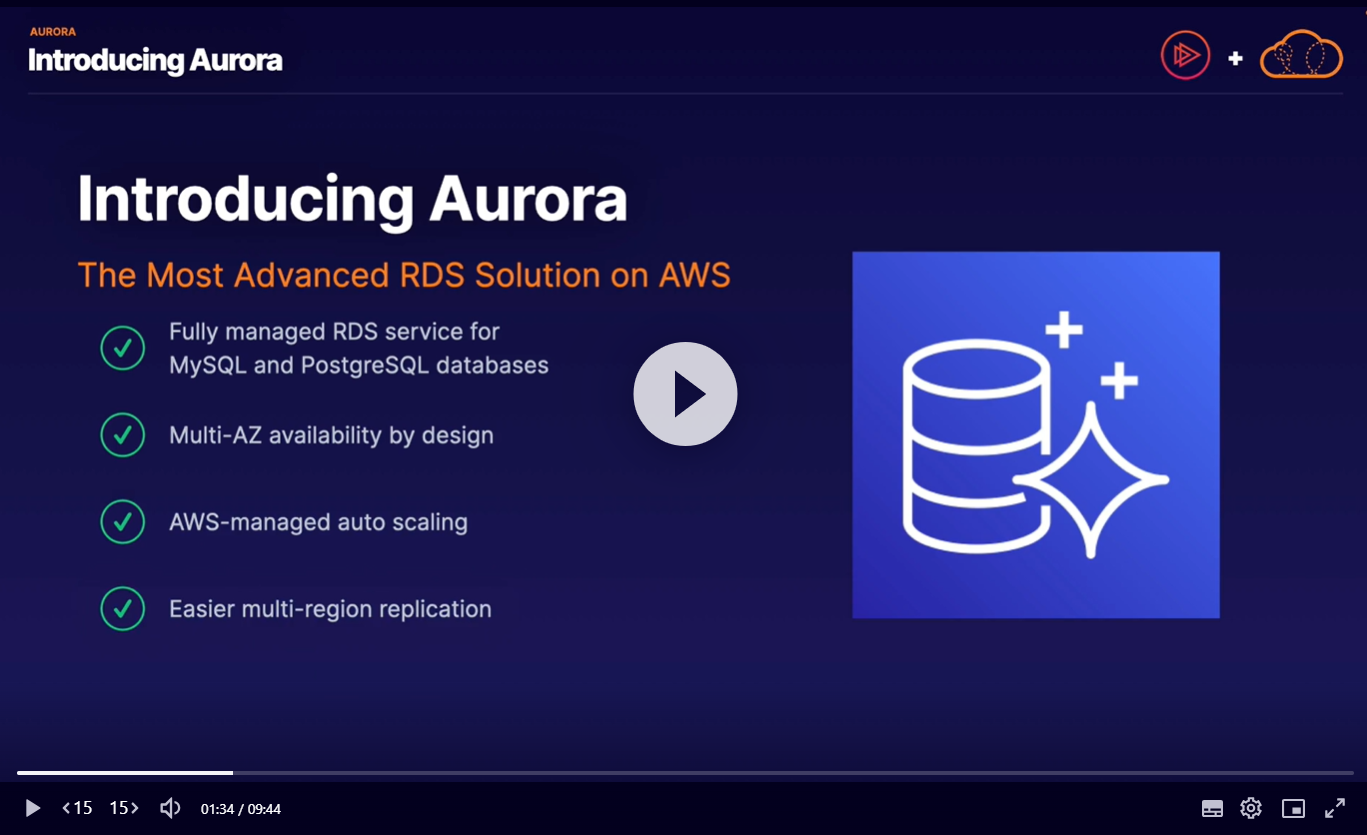 AURORA
Introducing Aurora
Introducing Aurora
The Most Advanced RDS Solution on AWS
Fully managed RDS service for
MySQL and PostgreSQL databases
Multi-AZ availability by design
AWS-managed auto scaling
Easier multi-region replication
<15 15> 01:34 / 09:44